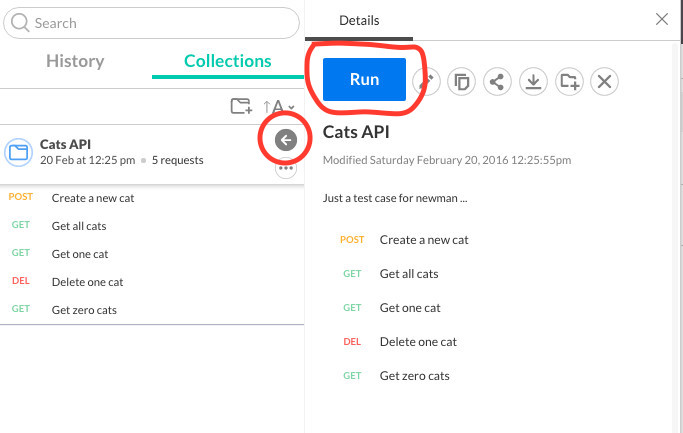 Search
History Collections
↑A
Cats API
20 Feb at 12:25 pm 5 requests
POST Create a new cat
GET Get all cats
GET Get one cat
DEL Delete one cat
GET Get zero cats
Details
Run
Cats API
Modified Saturday February 20, 2016 12:25:55pm
Just a test case for newman ...
POST Create a new cat
GET Get all cats
GET Get one cat
DEL Delete one cat
GET Get zero cats